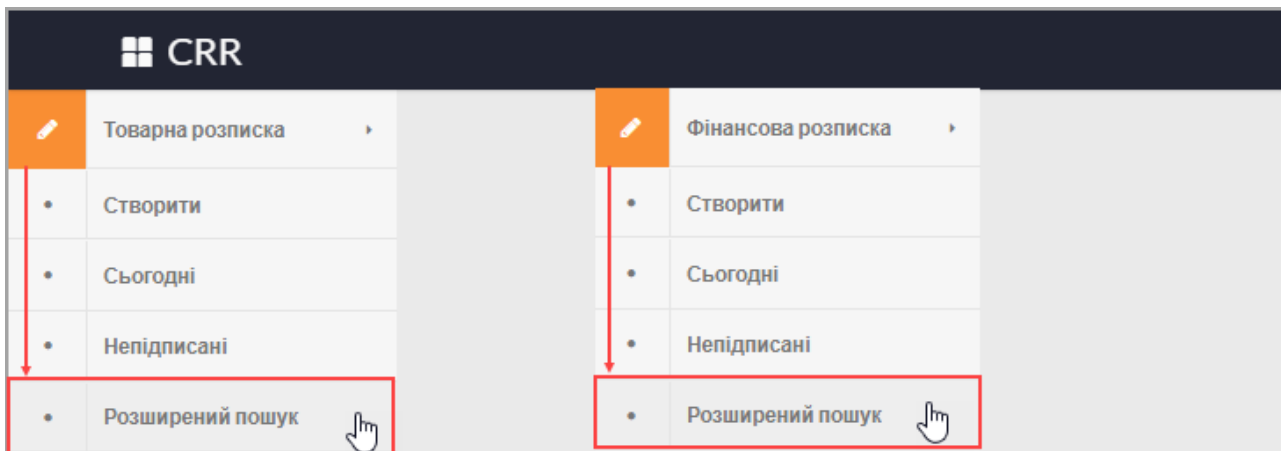 CRR
Товарна розписка
Створити
Сьогодні
Непідписані
Розширений пошук
Фінансова розписка
Створити
Сьогодні
Непідписані
Розширений пошук